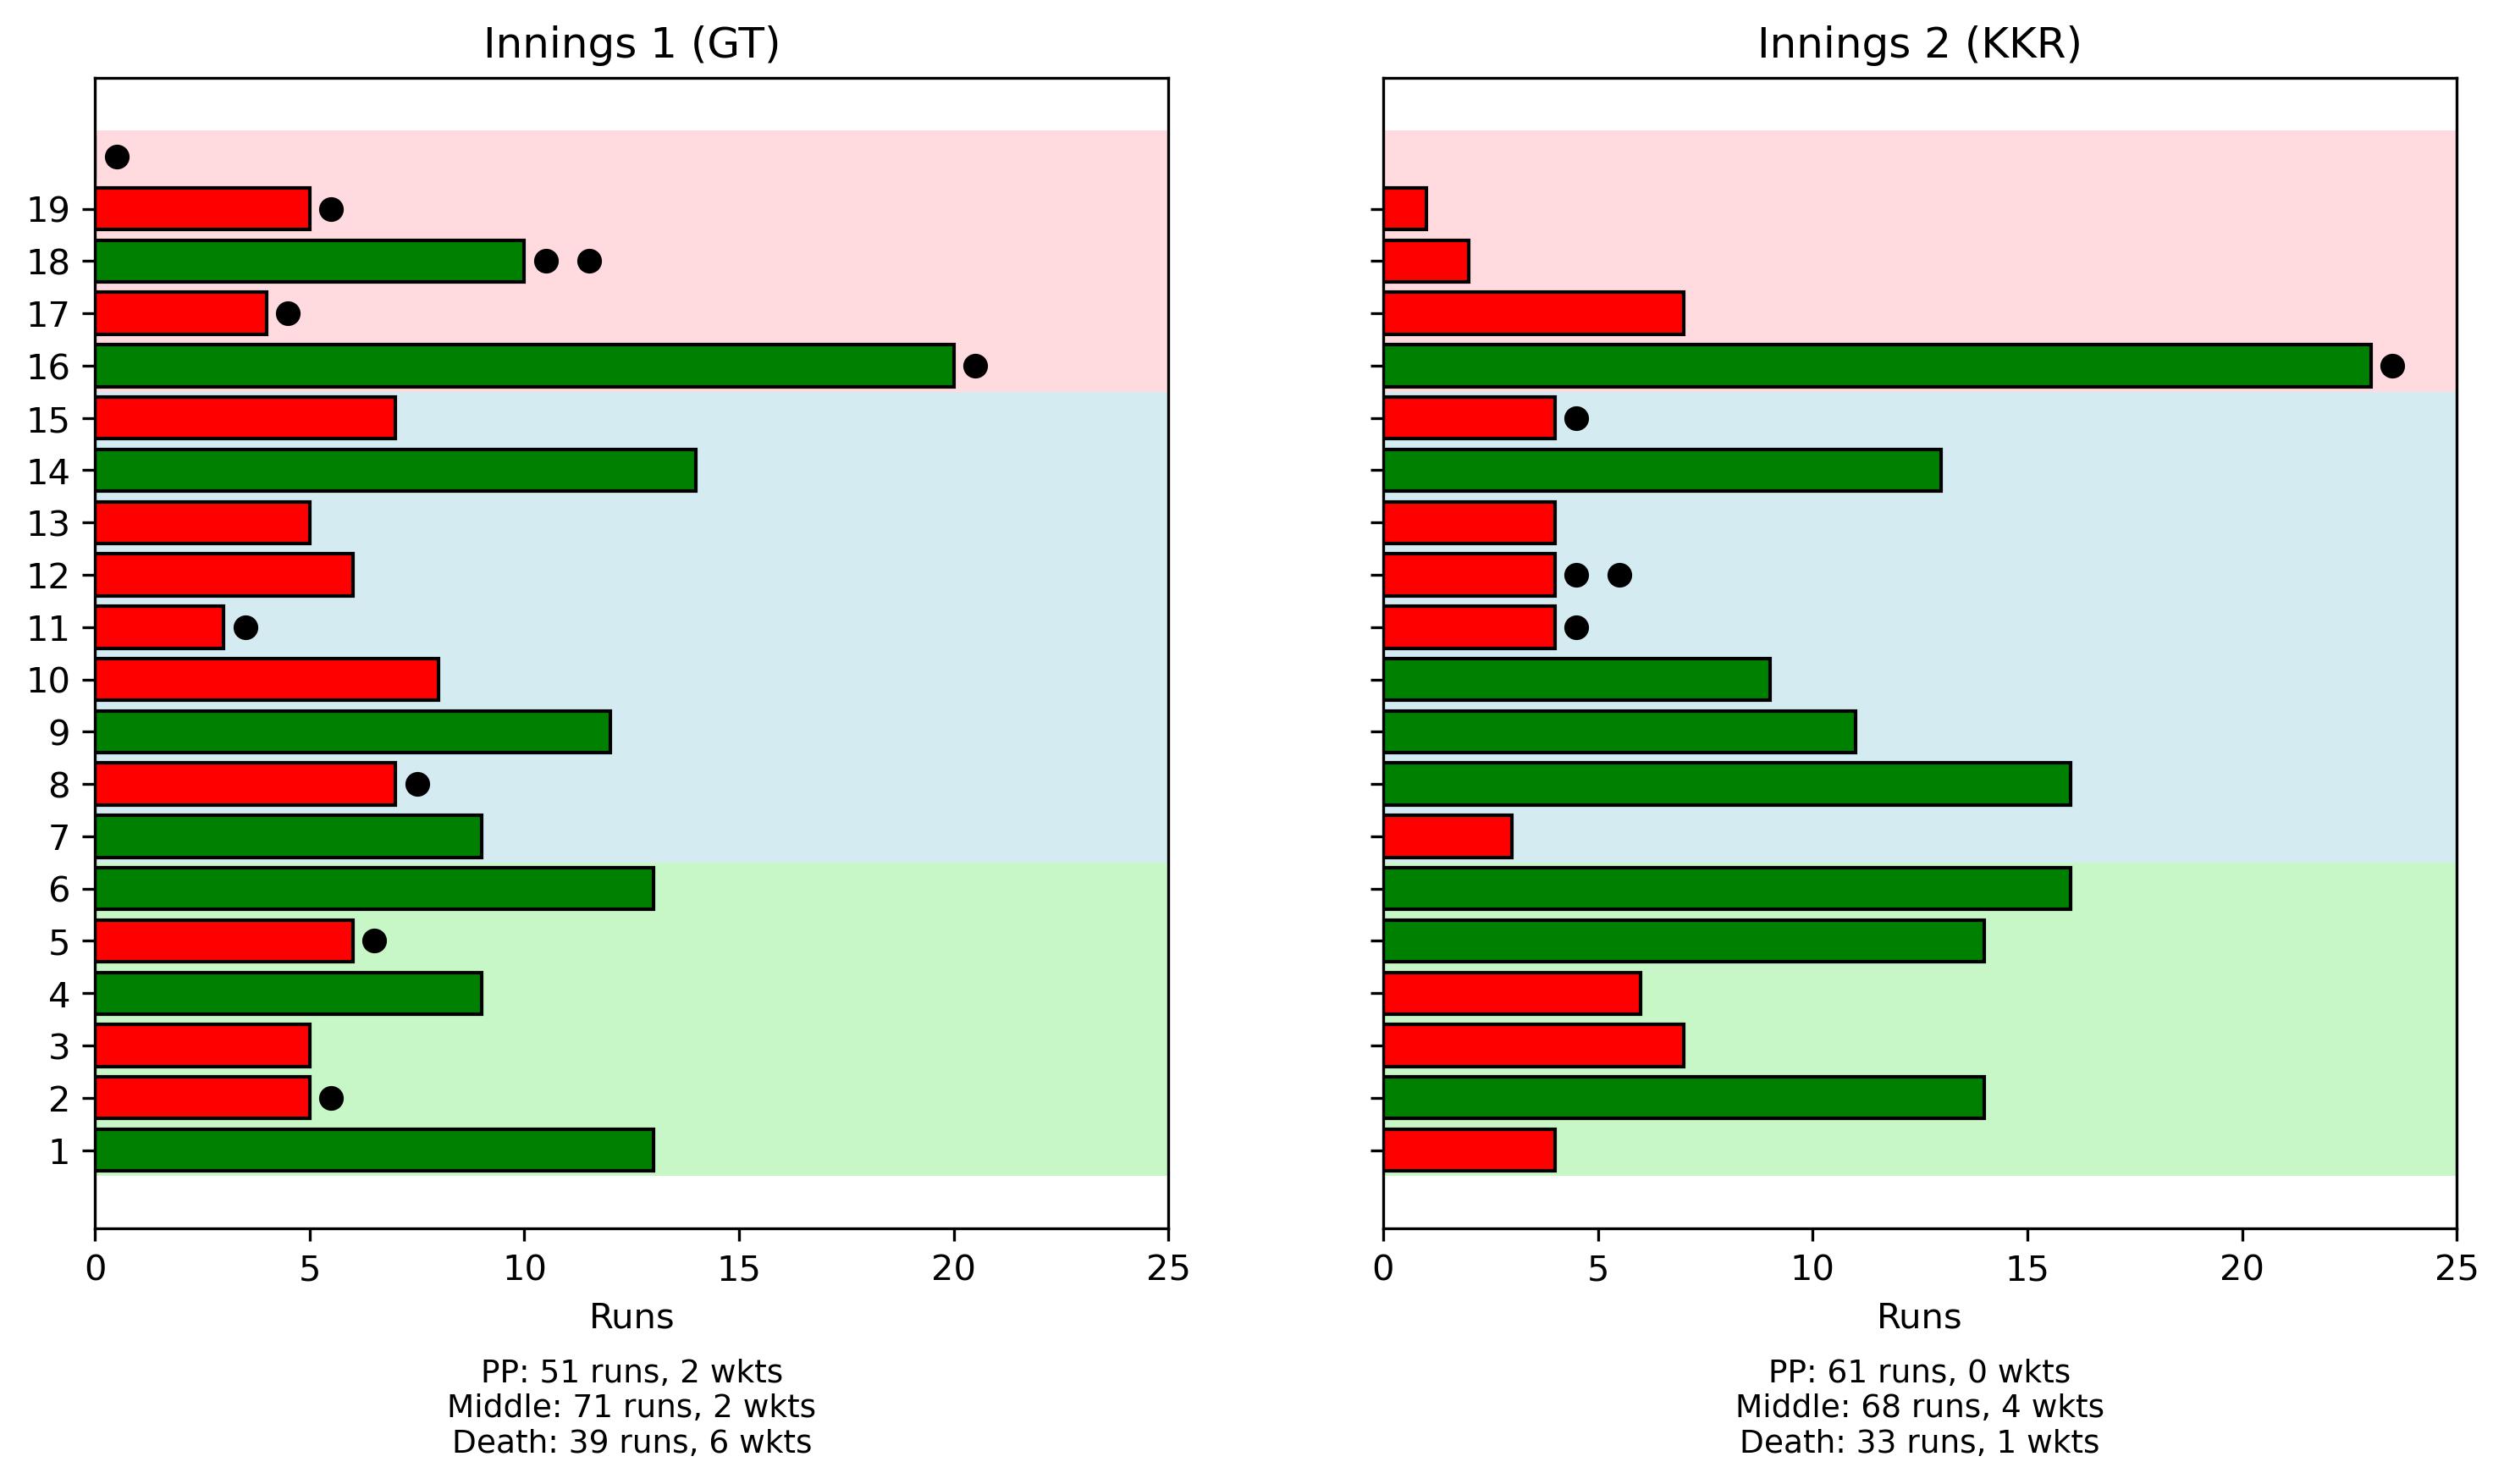 Innings 1 (GT)
19
18
17
16
15
14
13
12
11
10
9
8
7
6
5
4
3
2
1
0 5 10 15 20 25
Runs
PP: 51 runs, 2 wkts
Middle: 71 runs, 2 wkts
Death: 39 runs, 6 wkts
Innings 2 (KKR)
0 5 10 15 20 25
Runs
PP: 61 runs, 0 wkts
Middle: 68 runs, 4 wkts
Death: 33 runs, 1 wkts